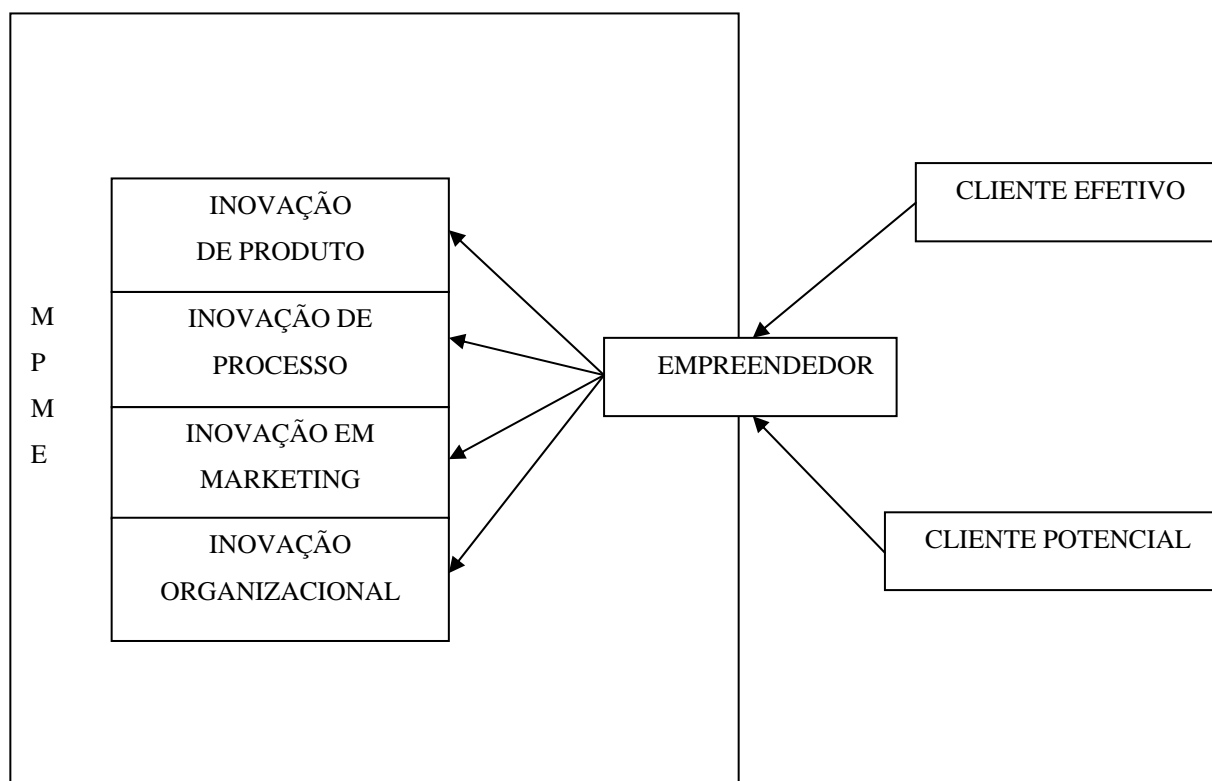 INOVAÇÃO
DE PRODUTO
INOVAÇÃO DE
PROCESSO
INOVAÇÃO EM
MARKETING
INOVAÇÃO
ORGANIZACIONAL
M
P
M
E
EMPREENDEDOR
CLIENTE EFETIVO
CLIENTE POTENCIAL